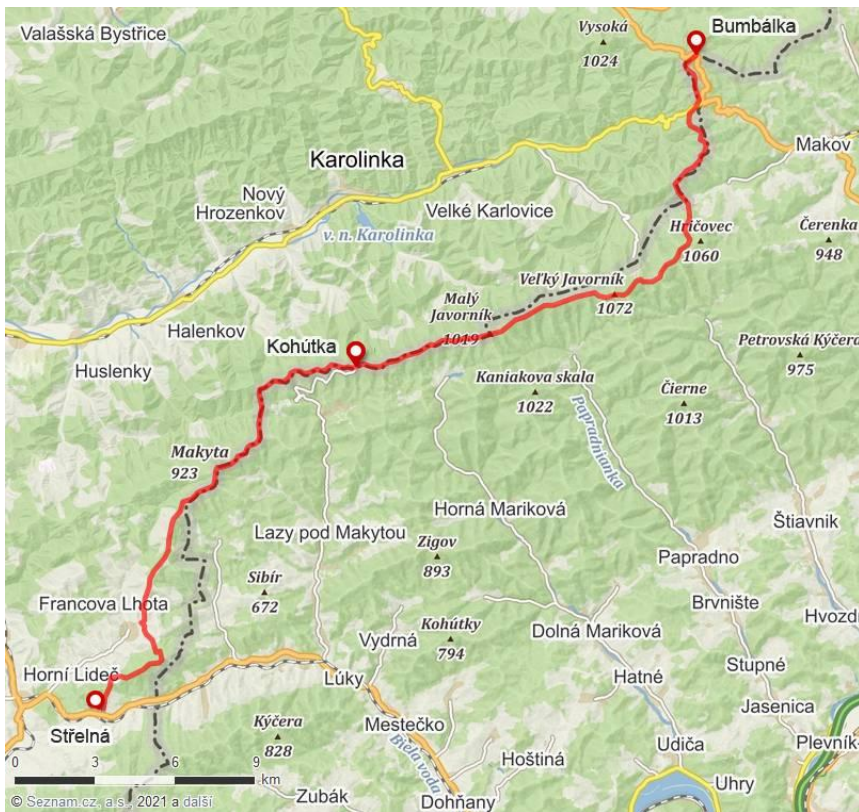 Valašská Bystřice
Vysoká
1024
Bumbálka
Makov
Karolinka
Nový
Hrozenkov
Velké Karlovice
v. n. Karolinka
Hričovec
1060
Čerenka
948
Malý
Javorník
1019
Veľký Javorník
1072
Halenkov
Kohútka
Huslenky
Petrovská Kýčera
975
Kaniakova skala
1022
Čierne
1013
Papradnianka
Makyta
923
Horná Mariková
Štiavnik
Lazy pod Makytou
Zigov
893
Papradno
Sibír
672
Francova Lhota
Brvnište
Hvozd
Kohútky
794
Vydrná
Dolná Mariková
Horní Lideč
Lúky
Hatné
Stupné
Střelná
Jasenica
Mestečko
Kýčera
828
Biela voda
Hoština
Udiča
Plevník
Uhry
Zubák
Dohňany
0 3 6 9
km
© Seznam.cz, a.s., 2021 a další